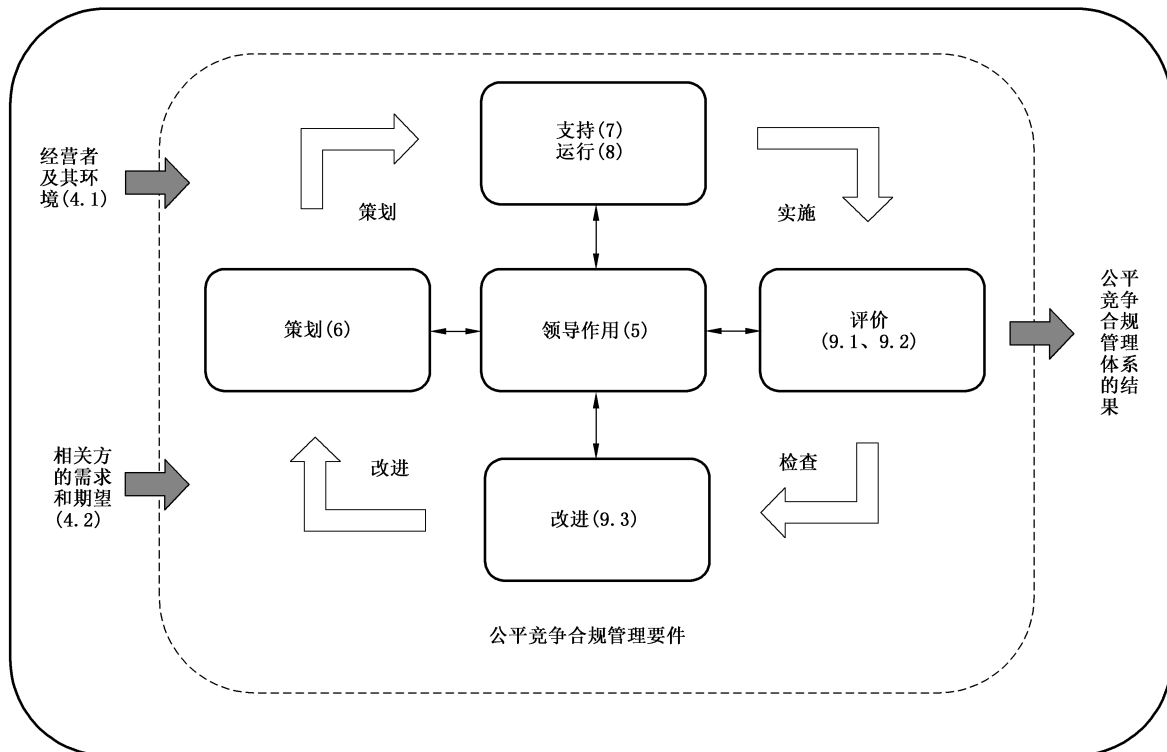 支持(7)
运行(8)
经营者
及其环
境(4.1)
策划
实施
策划(6)
领导作用(5)
评价
(9.1、9.2)
公平
竞争
合规
管理
体系
的结
果
相关方
的需求
和期望
(4.2)
改进
检查
改进(9.3)
公平竞争合规管理要件